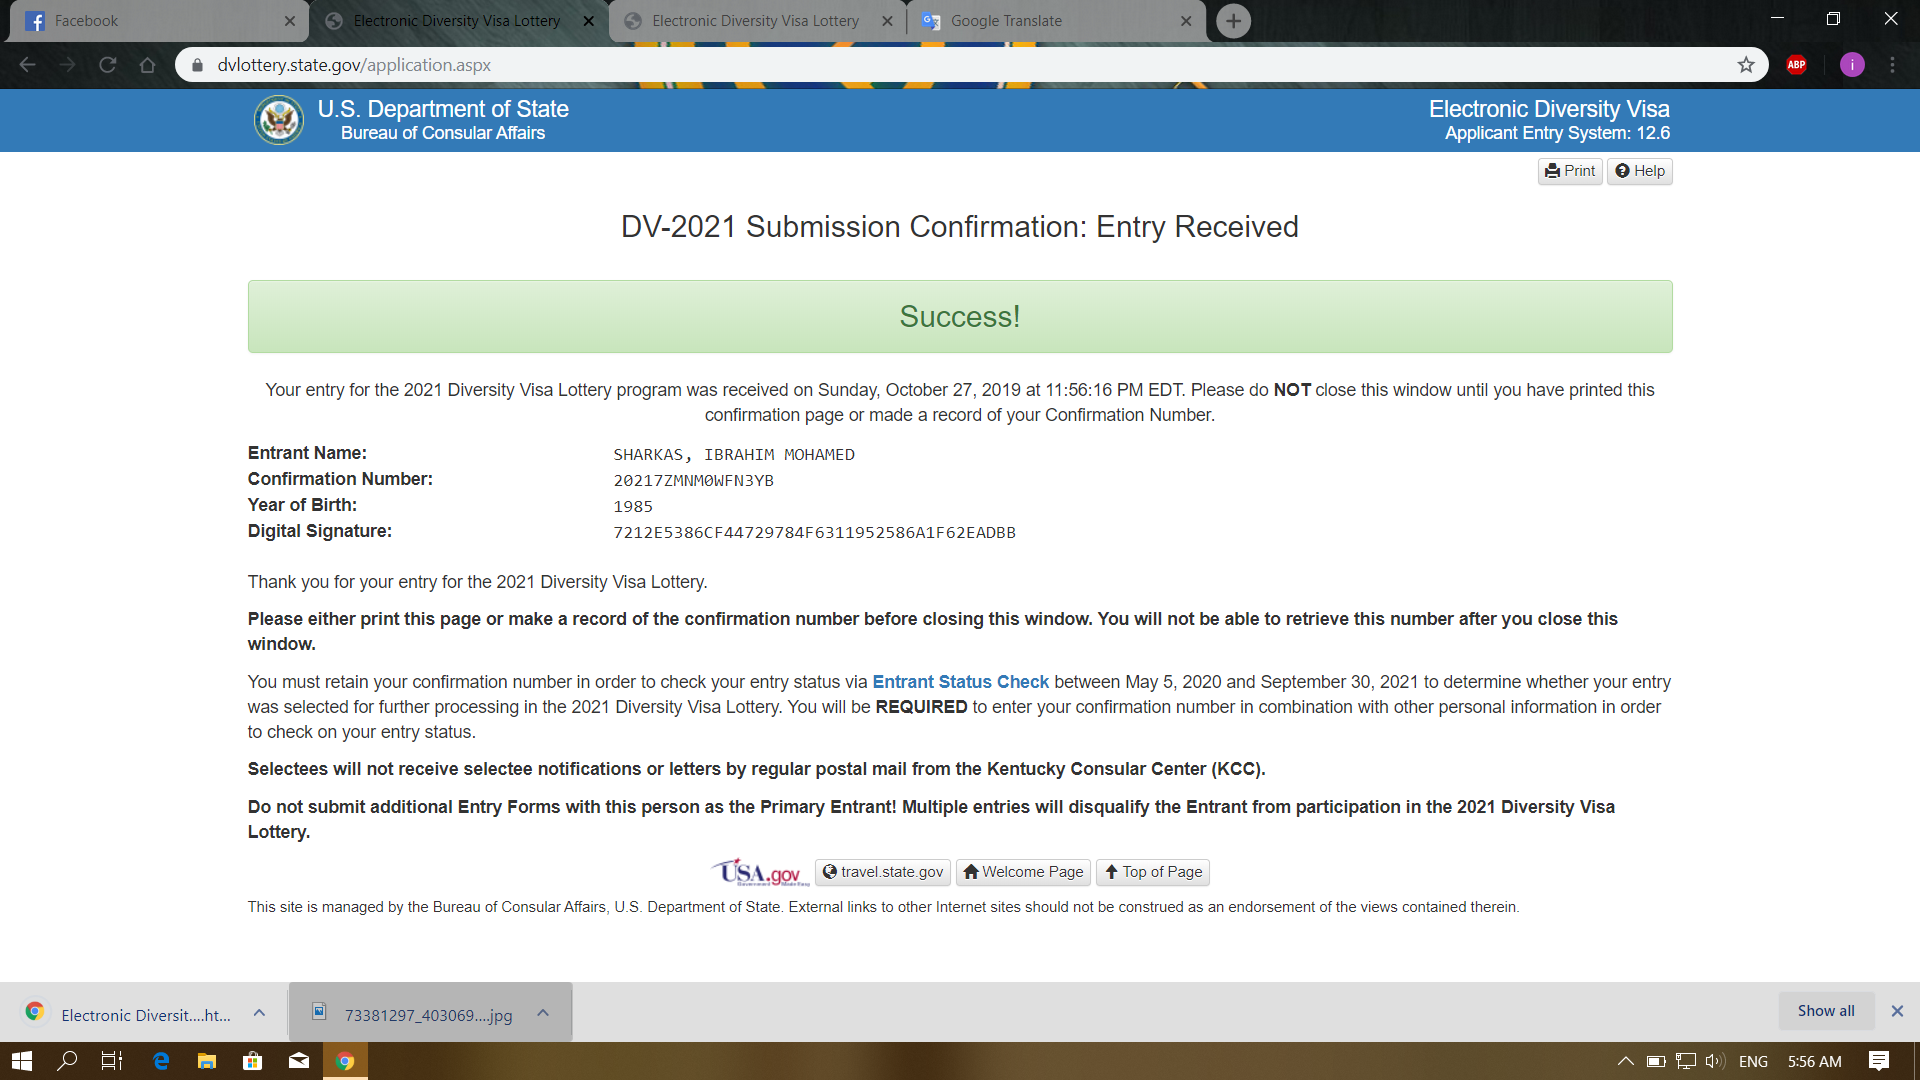 Facebook
Electronic Diversity Visa Lottery
Electronic Diversity Visa Lottery
Google Translate
dvlottery.state.gov/application.aspx
ABP
i
U.S. Department of State
Bureau of Consular Affairs
Electronic Diversity Visa
Applicant Entry System: 12.6
Print
Help
DV-2021 Submission Confirmation: Entry Received
Success!
Your entry for the 2021 Diversity Visa Lottery program was received on Sunday, October 27, 2019 at 11:56:16 PM EDT. Please do NOT close this window until you have printed this
confirmation page or made a record of your Confirmation Number.
Entrant Name: SHARKAS, IBRAHIM MOHAMED
Confirmation Number: 20217ZMNM0WFN3YB
Year of Birth: 1985
Digital Signature: 7212E5386CF44729784F6311952586A1F62EADBB
Thank you for your entry for the 2021 Diversity Visa Lottery.
Please either print this page or make a record of the confirmation number before closing this window. You will not be able to retrieve this number after you close this
window.
You must retain your confirmation number in order to check your entry status via Entrant Status Check between May 5, 2020 and September 30, 2021 to determine whether your entry
was selected for further processing in the 2021 Diversity Visa Lottery. You will be REQUIRED to enter your confirmation number in combination with other personal information in order
to check on your entry status.
Selectees will not receive selectee notifications or letters by regular postal mail from the Kentucky Consular Center (KCC).
Do not submit additional Entry Forms with this person as the Primary Entrant! Multiple entries will disqualify the Entrant from participation in the 2021 Diversity Visa
Lottery.
USA.gov
travel.state.gov
Welcome Page
Top of Page
This site is managed by the Bureau of Consular Affairs, U.S. Department of State. External links to other Internet sites should not be construed as an endorsement of the views contained therein.
Electronic Diversit....ht...
73381297_403069....jpg
Show all
ENG
5:56 AM